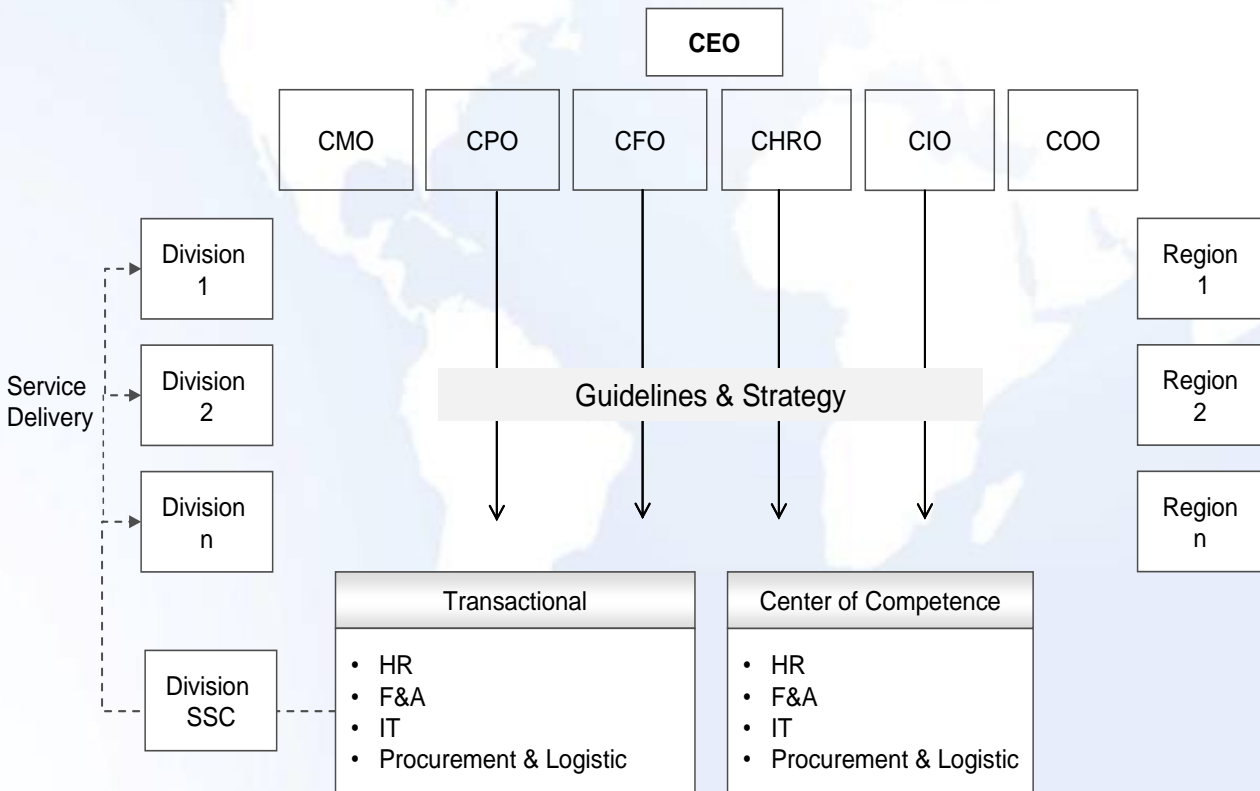 CEO
CMO
CPO
CFO
CHRO
CIO
COO
Division
1
Region
1
Service
Delivery
Division
2
Guidelines & Strategy
Region
2
Division
n
Region
n
Transactional
Center of Competence
Division
SSC
• HR
• F&A
• IT
• Procurement & Logistic
• HR
• F&A
• IT
• Procurement & Logistic